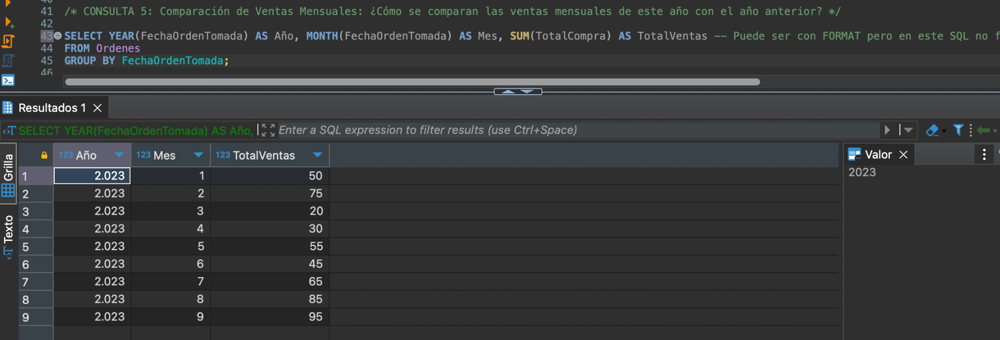 41 /* CONSULTA 5: Comparación de Ventas Mensuales: ¿Cómo se comparan las ventas mensuales de este año con el año anterior? */
42
43 SELECT YEAR(FechaOrdenTomada) AS Año, MONTH(FechaOrdenTomada) AS Mes, SUM(TotalCompra) AS TotalVentas -- Puede ser con FORMAT pero en este SQL no f
44 FROM Ordenes
45 GROUP BY FechaOrdenTomada;
46
Resultados 1
SELECT YEAR(FechaOrdenTomada) AS Año,
Enter a SQL expression to filter results (use Ctrl+Space)
Grilla
Texto
123 Año 123 Mes 123 TotalVentas
1 2.023 1 50
2 2.023 2 75
3 2.023 3 20
4 2.023 4 30
5 2.023 5 55
6 2.023 6 45
7 2.023 7 65
8 2.023 8 85
9 2.023 9 95
Valor
2023